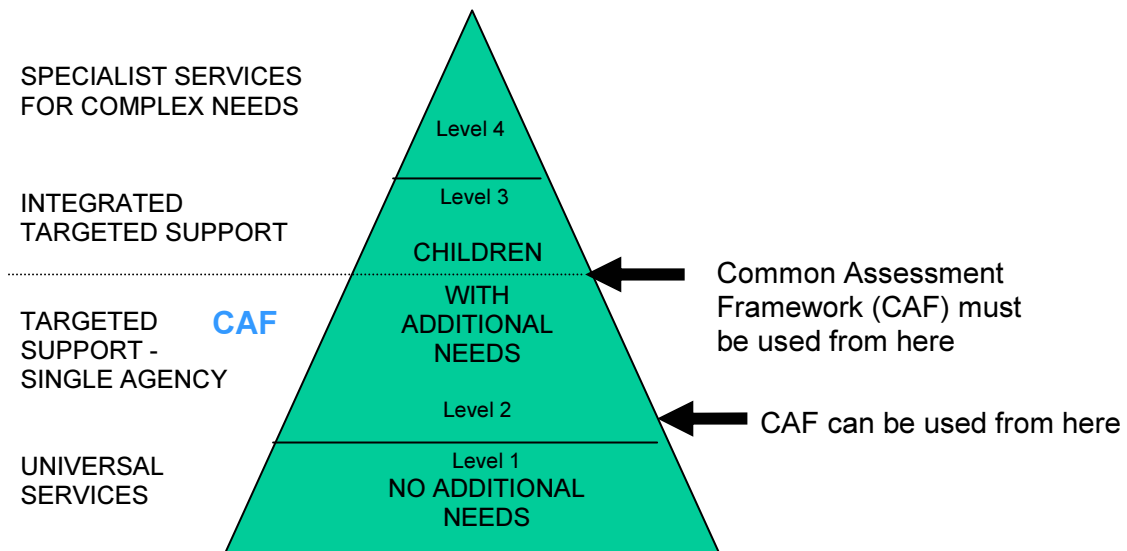 SPECIALIST SERVICES
FOR COMPLEX NEEDS
Level 4
Level 3
INTEGRATED
TARGETED SUPPORT
CHILDREN
WITH
ADDITIONAL
NEEDS
Common Assessment
Framework (CAF) must
be used from here
TARGETED
SUPPORT -
SINGLE AGENCY
CAF
Level 2
CAF can be used from here
UNIVERSAL
SERVICES
Level 1
NO ADDITIONAL
NEEDS